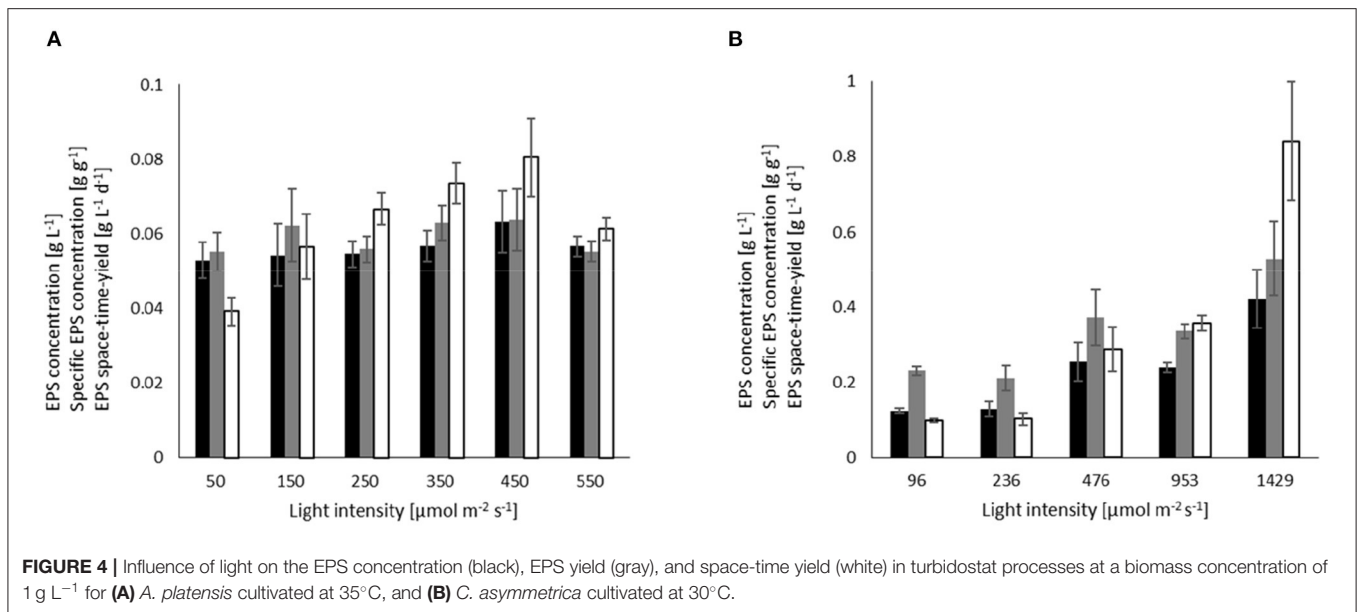 A
EPS concentration [g L⁻¹]
Specific EPS concentration [g g⁻¹]
EPS space-time-yield [g L⁻¹ d⁻¹]
0.1
0.08
0.06
0.04
0.02
0
50 150 250 350 450 550
Light intensity [µmol m⁻² s⁻¹]
B
EPS concentration [g L⁻¹]
Specific EPS concentration [g g⁻¹]
EPS space-time-yield [g L⁻¹ d⁻¹]
1
0.8
0.6
0.4
0.2
0
96 236 476 953 1429
Light intensity [µmol m⁻² s⁻¹]
FIGURE 4 | Influence of light on the EPS concentration (black), EPS yield (gray), and space-time yield (white) in turbidostat processes at a biomass concentration of
1 g L⁻¹ for (A) A. platensis cultivated at 35°C, and (B) C. asymmetrica cultivated at 30°C.